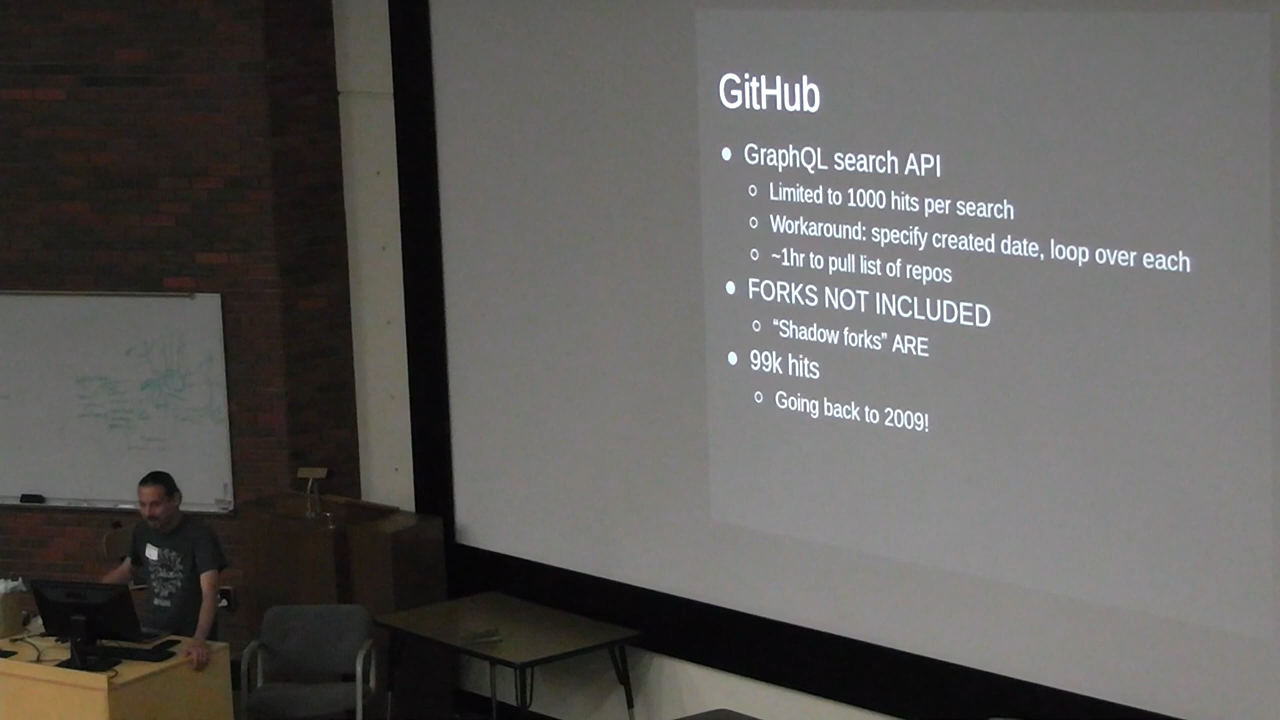 GitHub
● GraphQL search API
○ Limited to 1000 hits per search
○ Workaround: specify created date, loop over each
○ ~1hr to pull list of repos
● FORKS NOT INCLUDED
○ “Shadow forks” ARE
● 99k hits
○ Going back to 2009!